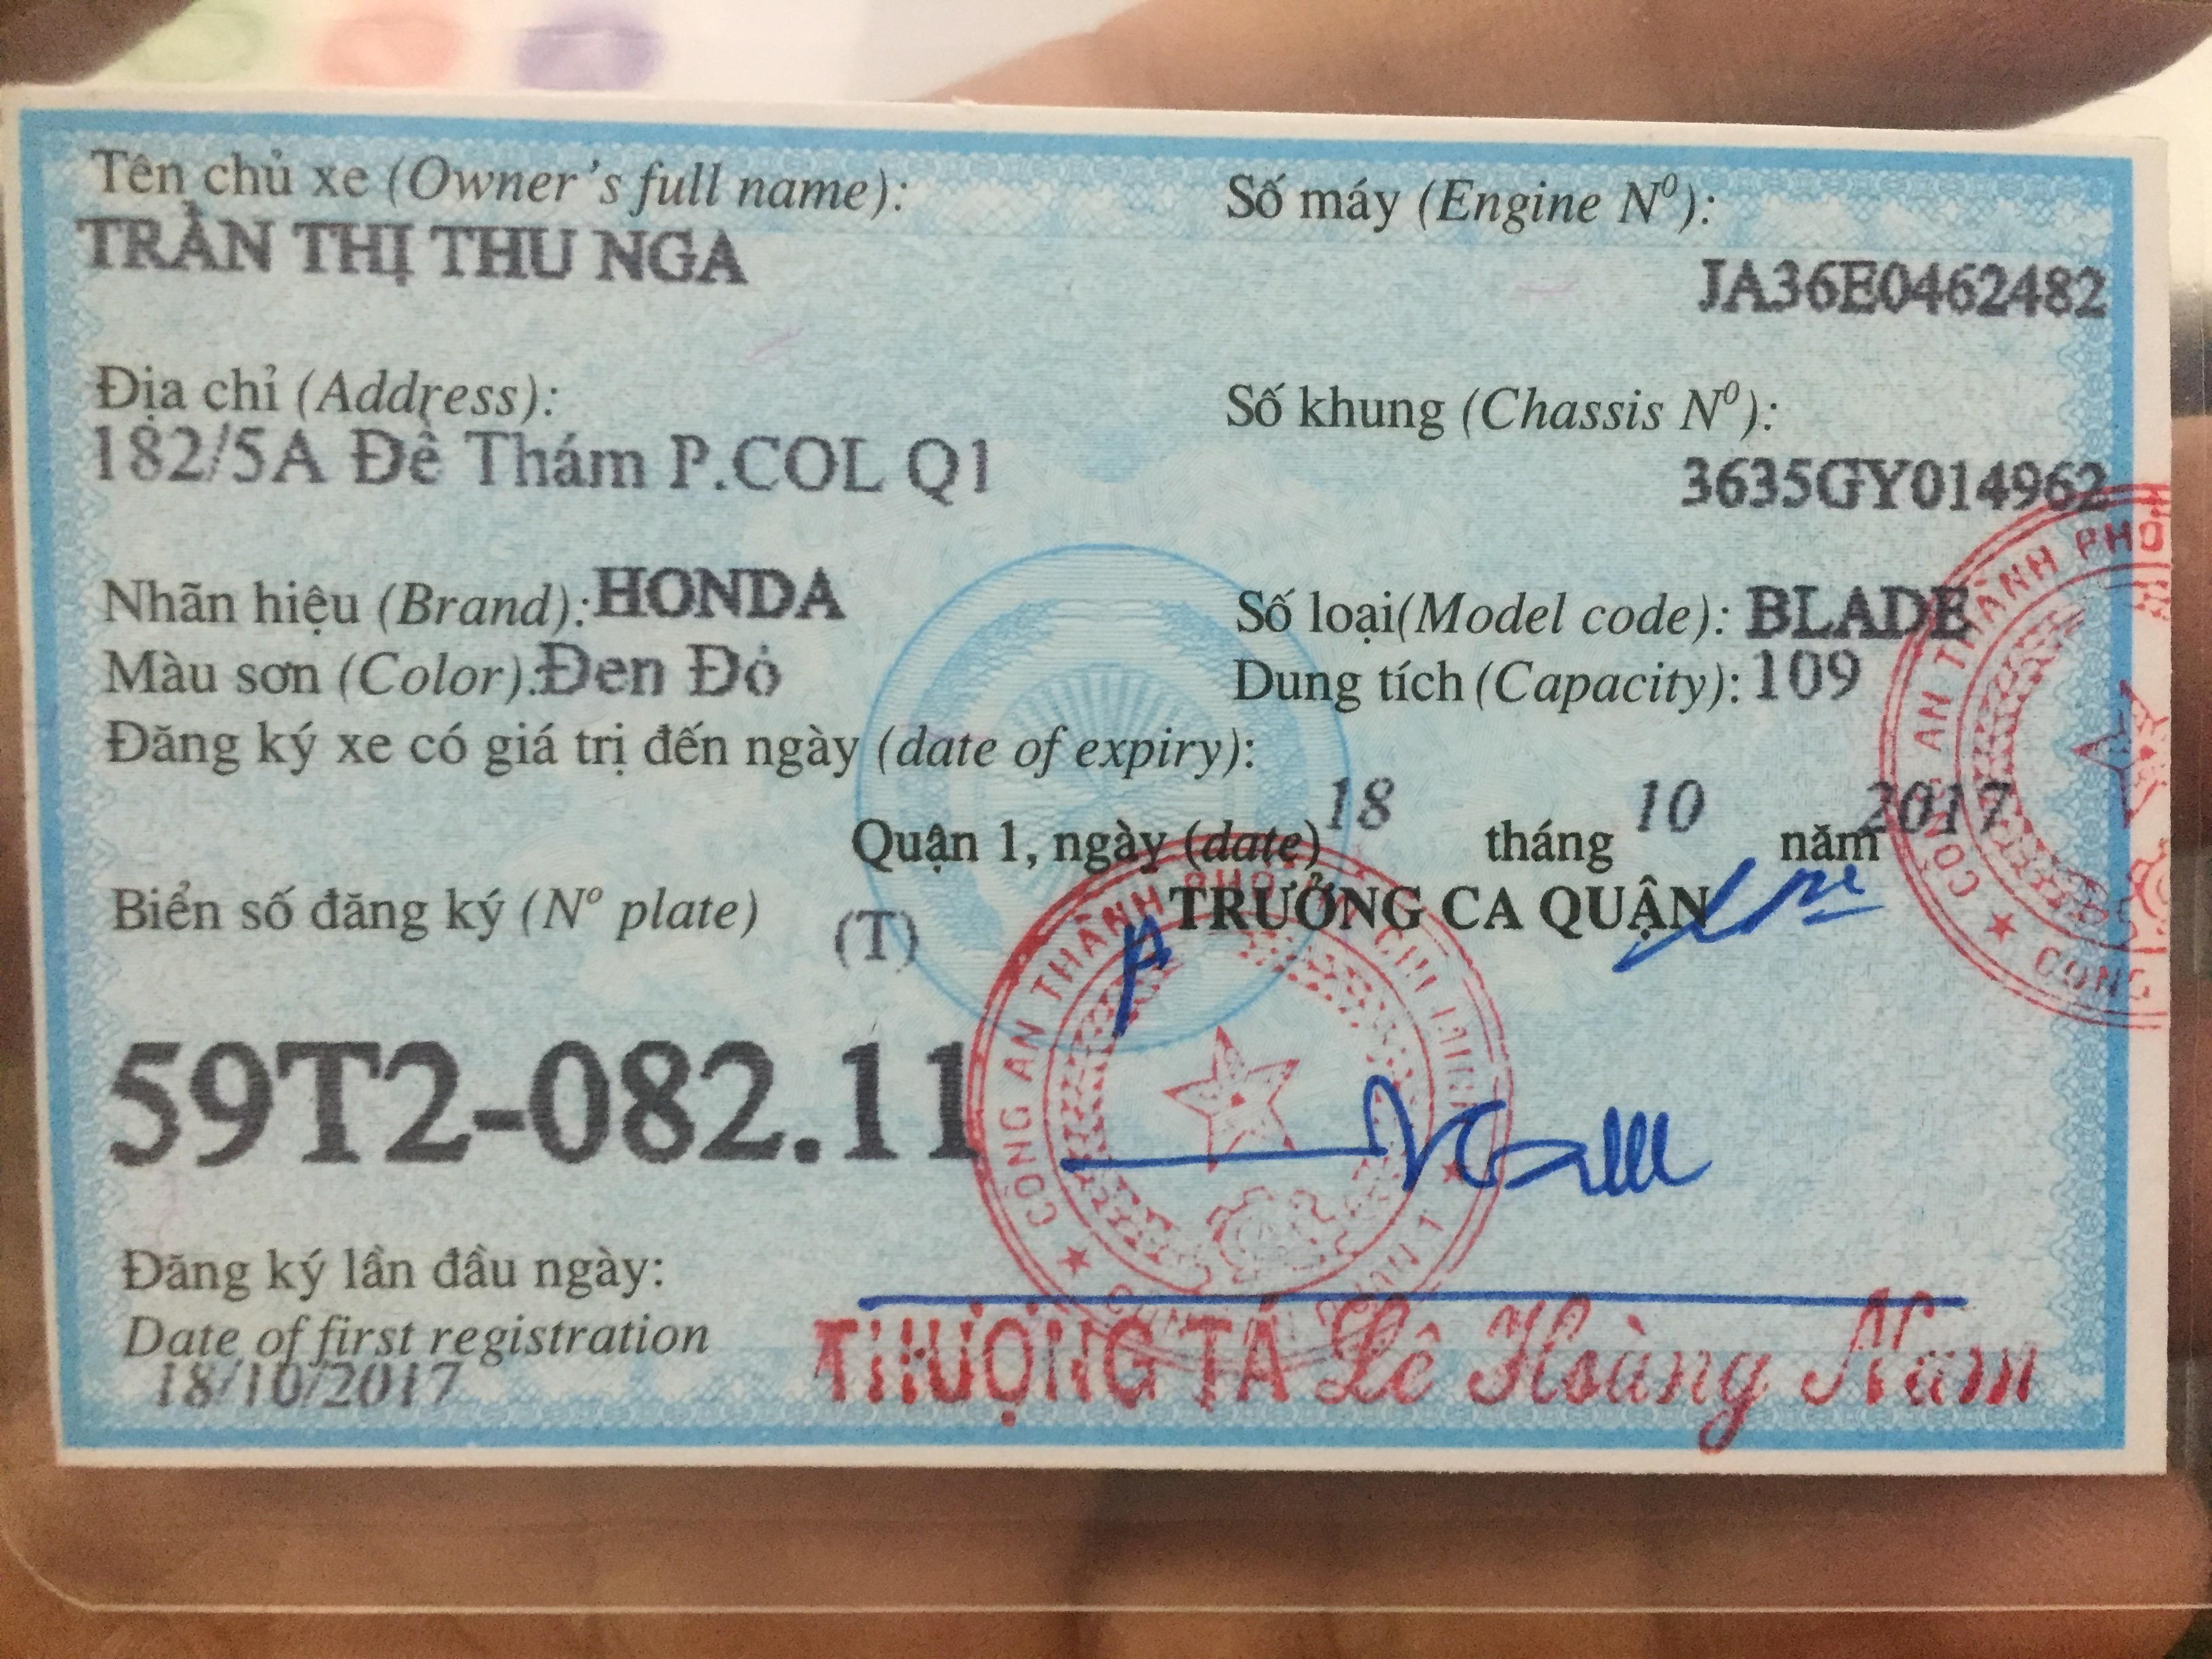 Tên chủ xe (Owner's full name):
TRẦN THỊ THU NGA
Số máy (Engine Nº):
JA36E0462482
Địa chỉ (Address):
182/5A Đề Thám P.COL Q1
Số khung (Chassis Nº):
3635GY014962
Nhãn hiệu (Brand): HONDA
Số loại(Model code): BLADE
Màu sơn (Color): Đen Đỏ
Dung tích (Capacity): 109
Đăng ký xe có giá trị đến ngày (date of expiry):
Quận 1, ngày (date) 18 tháng 10 năm 2017
Biển số đăng ký (Nº plate) (T)
TRƯỞNG CA QUẬN
59T2-082.11
CÔNG AN THÀNH PHỐ
CÔNG AN THÀNH PHỐ CHÍ MINH
QUẬN 1
Đăng ký lần đầu ngày:
Date of first registration
18/10/2017
THƯỢNG TÁ Lê Hoàng Nam